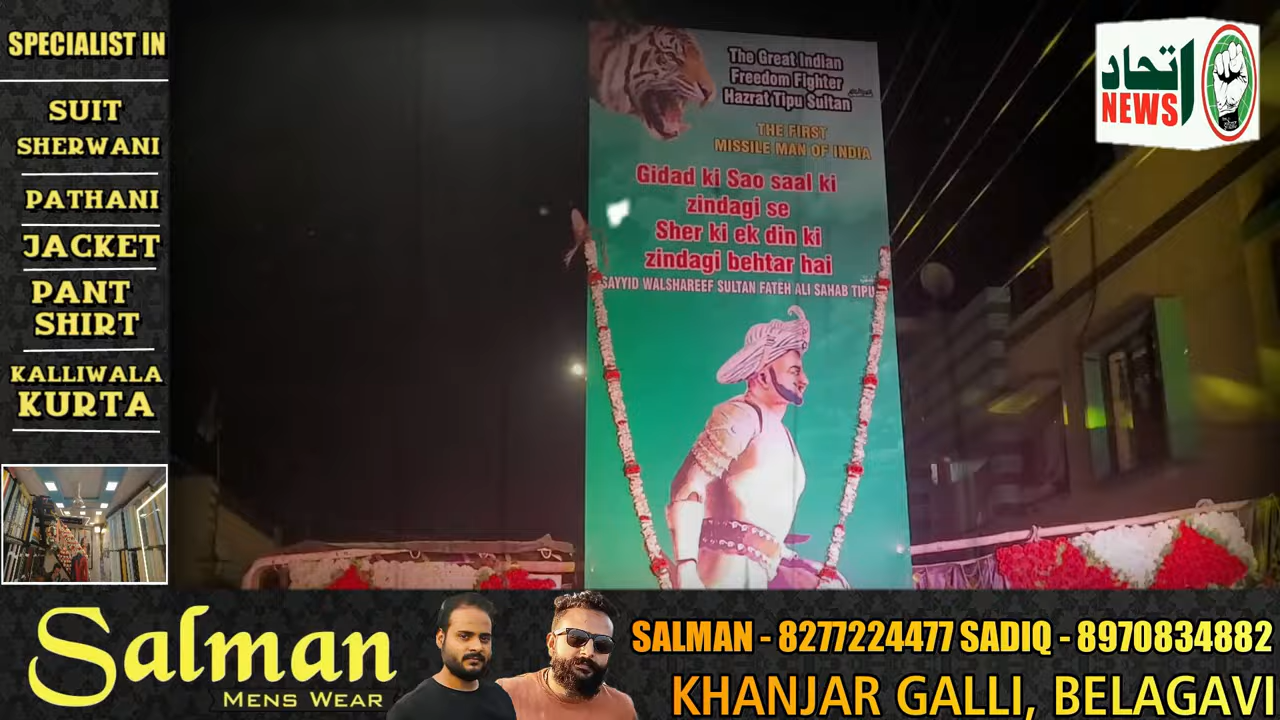 SPECIALIST IN
SUIT
SHERWANI
PATHANI
JACKET
PANT
SHIRT
KALLIWALA
KURTA
The Great Indian
Freedom Fighter
Hazrat Tipu Sultan
THE FIRST
MISSILE MAN OF INDIA
Gidad ki Sao saal ki
zindagi se
Sher ki ek din ki
zindagi behtar hai
SAYYID WALSHAREEF SULTAN FATEH ALI SAHAB TIPU
اتحاد
NEWS
Salman
MENS WEAR
SALMAN - 8277224477 SADIQ - 8970834882
KHANJAR GALLI, BELAGAVI